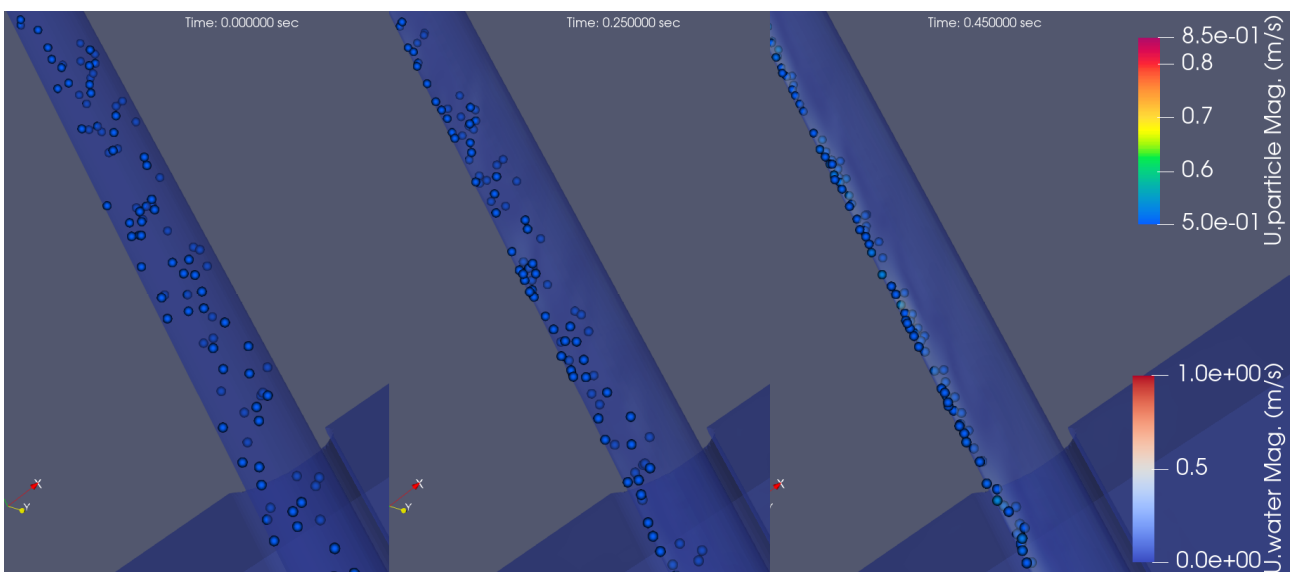 Time: 0.000000 sec
Time: 0.250000 sec
Time: 0.450000 sec
8.5e-01
0.8
0.7
0.6
5.0e-01
U.particle Mag. (m/s)
1.0e+00
0.5
0.0e+00
U.water Mag. (m/s)
X
Y
X
Y
X
Y